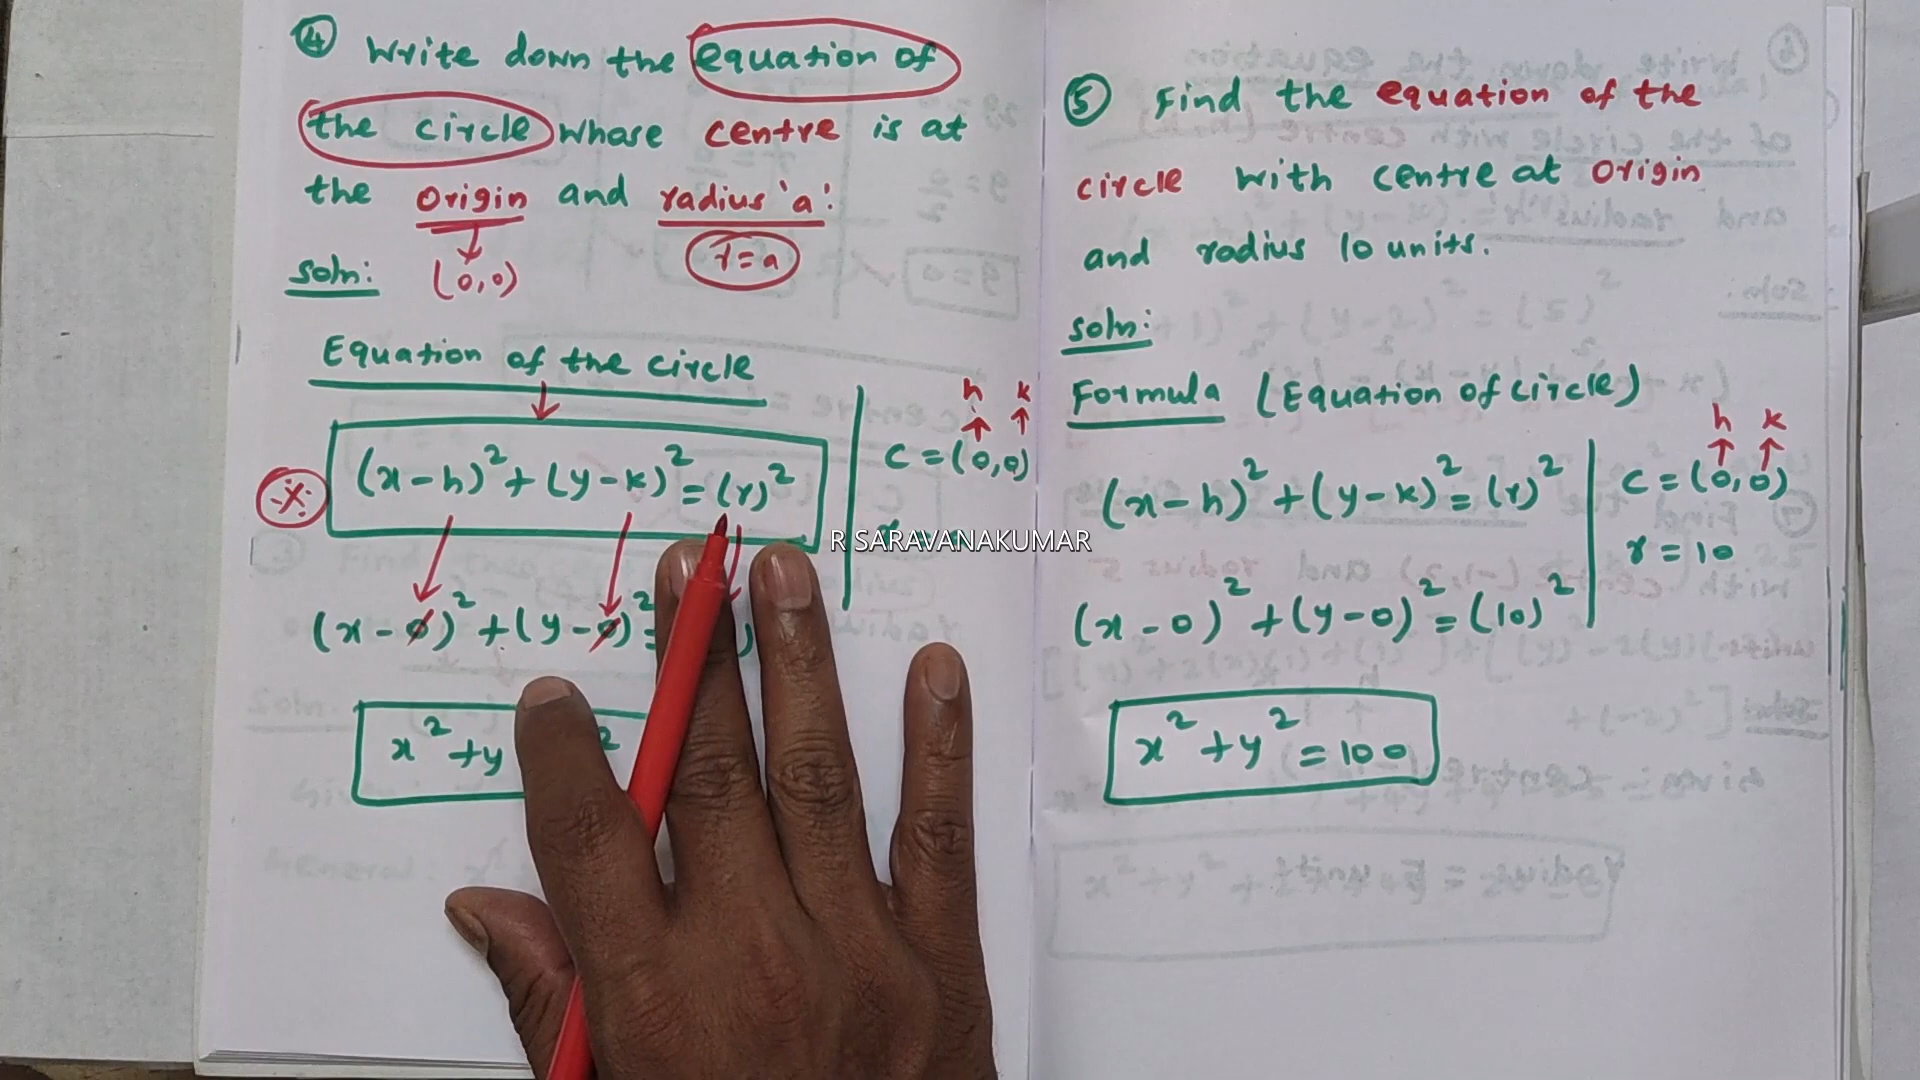 ④ Write down the equation of
the circle whose centre is at
the origin and radius 'a'.
(0,0)
r=a
soln:
Equation of the circle
(x-h)²+(y-k)²=(r)²
h k
C=(0,0)
(x-0)²+(y-0)²=
x²+y
⑤ Find the equation of the
circle with centre at origin
and radius 10 units.
soln:
Formula (Equation of circle)
(x-h)²+(y-k)²=(r)²
h k
C=(0,0)
r=10
(x-0)²+(y-0)²=(10)²
x²+y²=100
R SARAVANAKUMAR